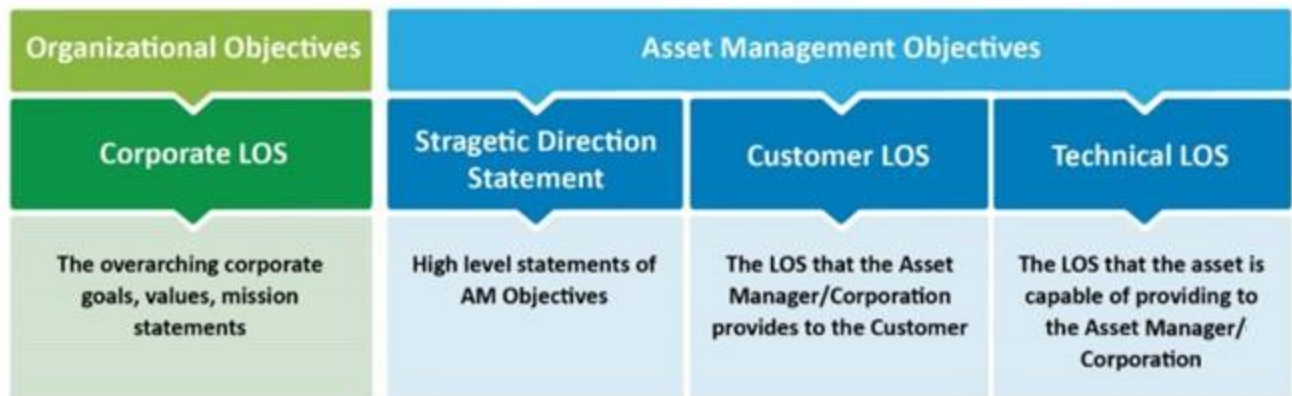 Organizational Objectives
Asset Management Objectives
Corporate LOS
Stragetic Direction
Statement
Customer LOS
Technical LOS
The overarching corporate
goals, values, mission
statements
High level statements of
AM Objectives
The LOS that the Asset
Manager/Corporation
provides to the Customer
The LOS that the asset is
capable of providing to
the Asset Manager/
Corporation